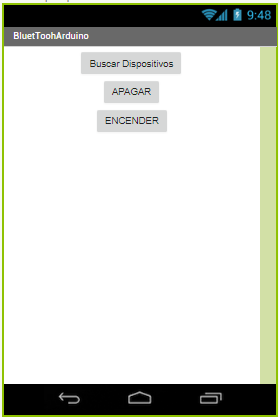 9:48
BluetToohArduino
Buscar Dispositivos
APAGAR
ENCENDER